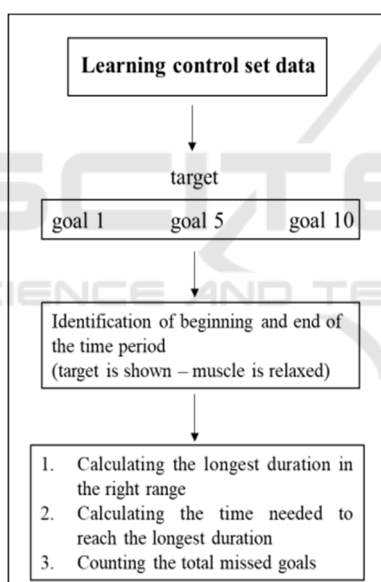 Learning control set data
target
goal 1 goal 5 goal 10
Identification of beginning and end of
the time period
(target is shown – muscle is relaxed)
1. Calculating the longest duration in
the right range
2. Calculating the time needed to
reach the longest duration
3. Counting the total missed goals